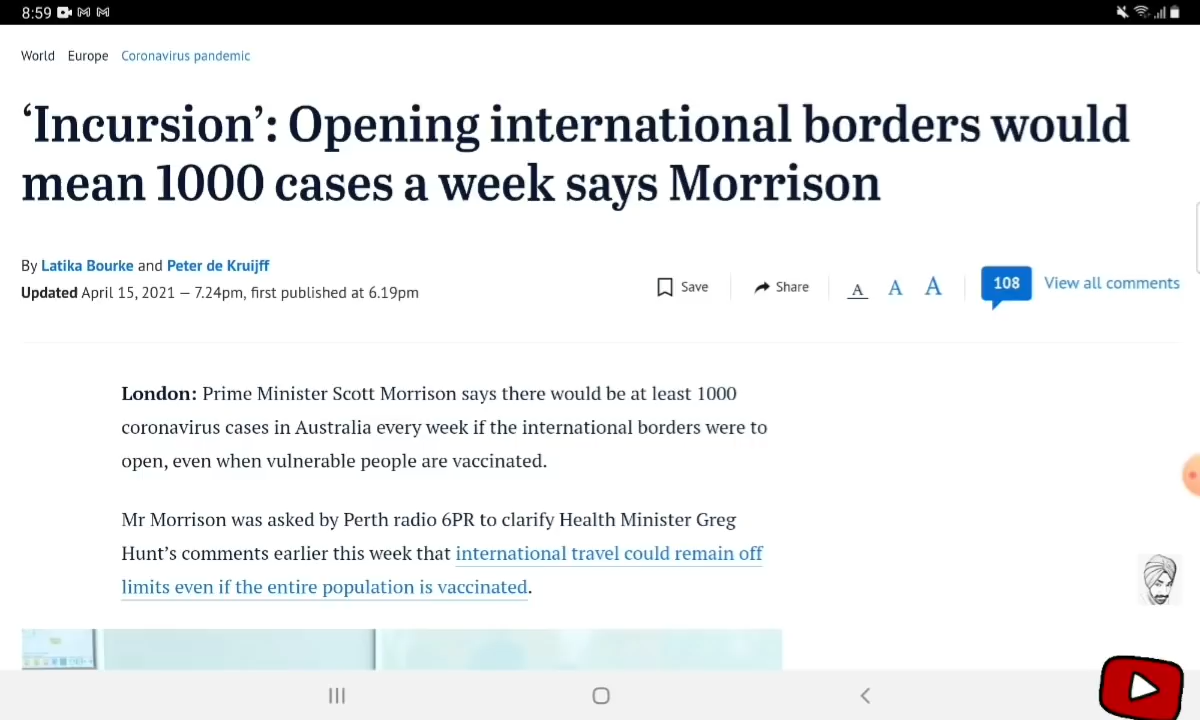 8:59
World Europe Coronavirus pandemic
‘Incursion’: Opening international borders would
mean 1000 cases a week says Morrison
By Latika Bourke and Peter de Kruijff
Updated April 15, 2021 — 7.24pm, first published at 6.19pm
Save Share A A A 108 View all comments
London: Prime Minister Scott Morrison says there would be at least 1000
coronavirus cases in Australia every week if the international borders were to
open, even when vulnerable people are vaccinated.
Mr Morrison was asked by Perth radio 6PR to clarify Health Minister Greg
Hunt’s comments earlier this week that international travel could remain off
limits even if the entire population is vaccinated.